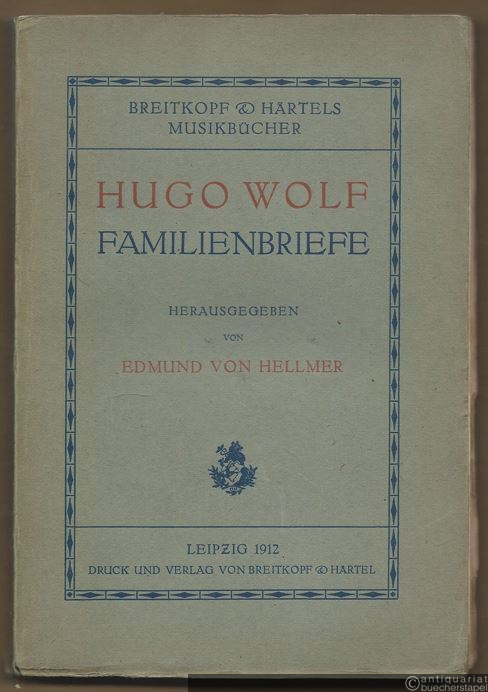 BREITKOPF & HÄRTELS
MUSIKBÜCHER
HUGO WOLF
FAMILIENBRIEFE
HERAUSGEGEBEN
VON
EDMUND VON HELLMER
LEIPZIG 1912
DRUCK UND VERLAG VON BREITKOPF & HÄRTEL
©antiquariat
buecherstapel